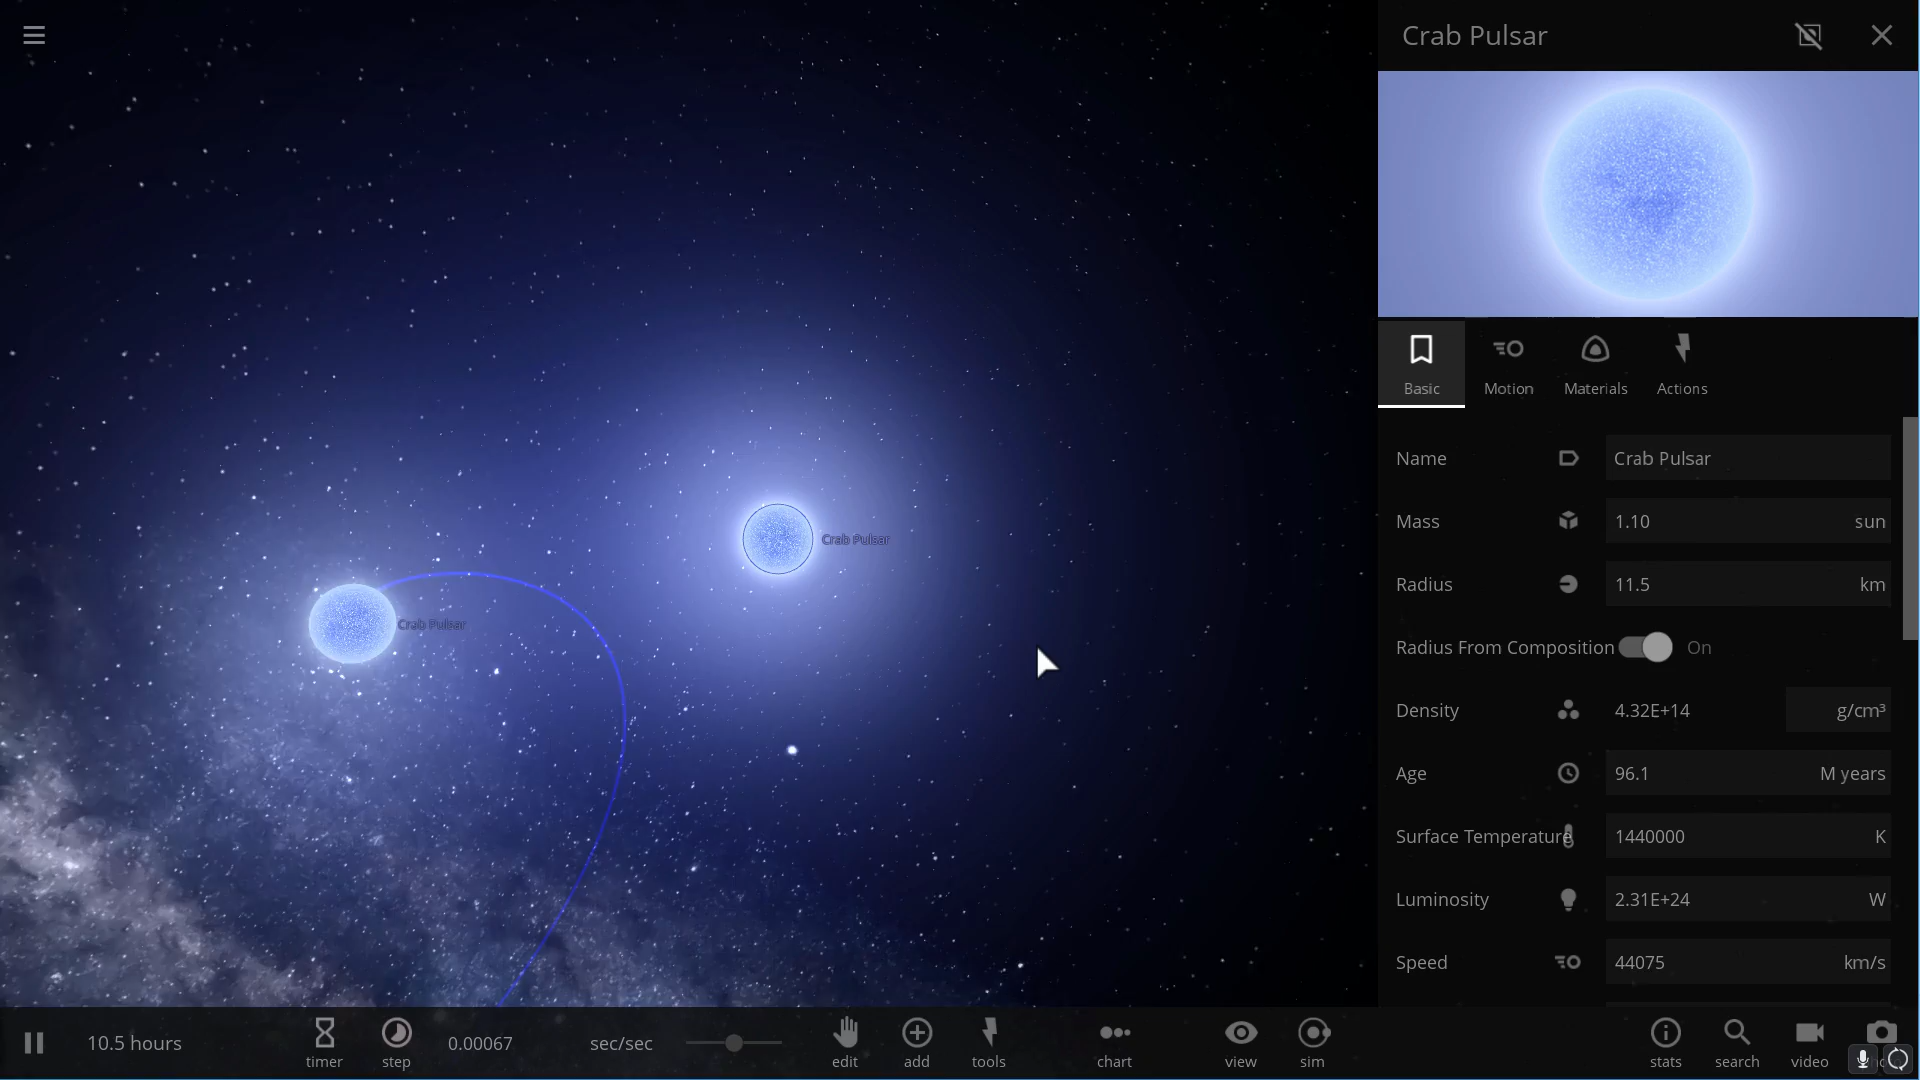 Crab Pulsar
Basic
Motion
Materials
Actions
Name
Crab Pulsar
Mass
1.10
sun
Radius
11.5
km
Radius From Composition
On
Density
4.32E+14
g/cm³
Age
96.1
M years
Surface Temperature
1440000
K
Luminosity
2.31E+24
W
Speed
44075
km/s
Crab Pulsar
Crab Pulsar
10.5 hours
timer
step
0.00067
sec/sec
edit
add
tools
chart
view
sim
stats
search
video